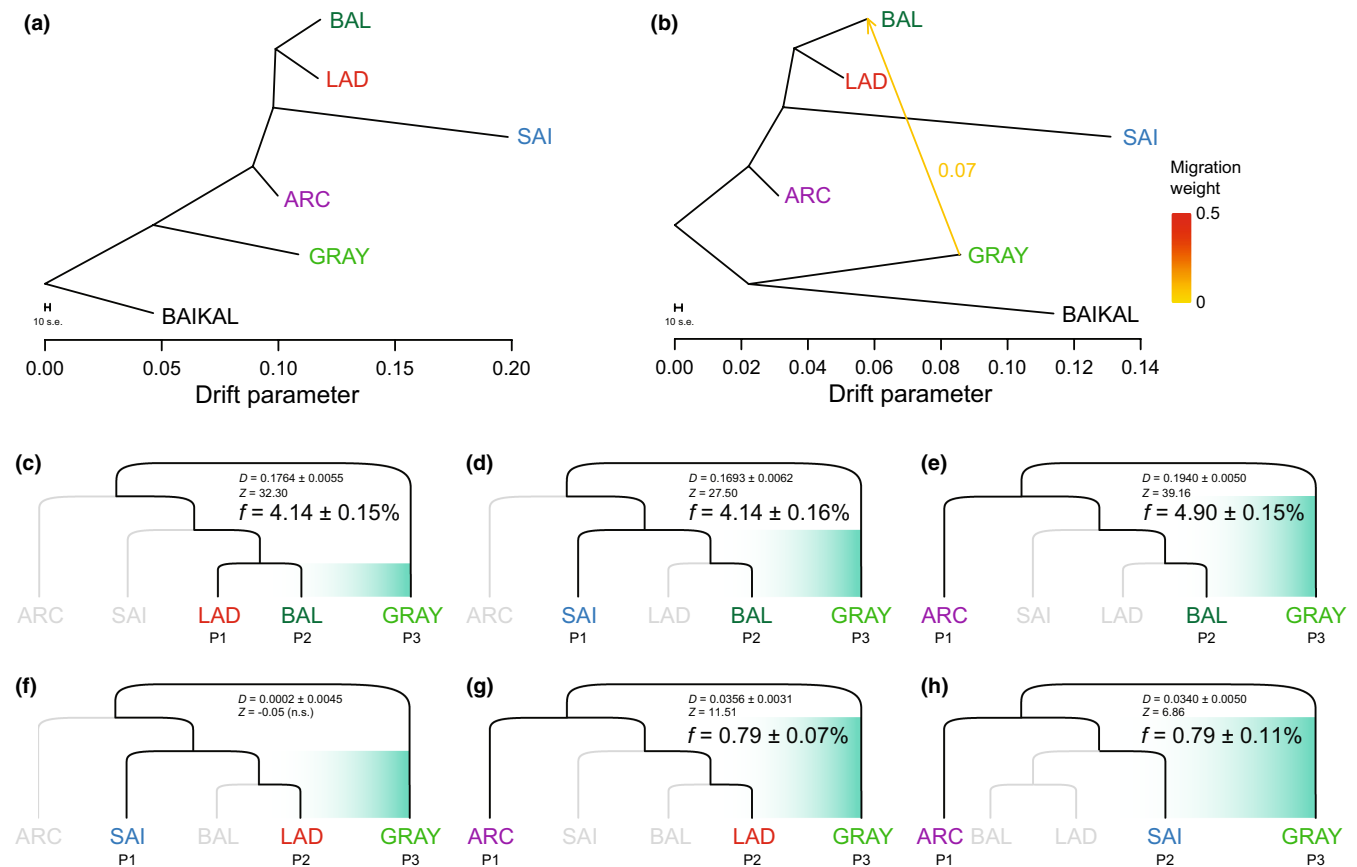 (a)
BAL
LAD
SAI
ARC
GRAY
BAIKAL
10 s.e.
0.00 0.05 0.10 0.15 0.20
Drift parameter
(b)
BAL
LAD
SAI
0.07
ARC
GRAY
BAIKAL
10 s.e.
0.00 0.02 0.04 0.06 0.08 0.10 0.12 0.14
Drift parameter
Migration
weight
0.5
0
(c)
D = 0.1764 ± 0.0055
Z = 32.30
f = 4.14 ± 0.15%
ARC SAI LAD BAL GRAY
P1 P2 P3
(d)
D = 0.1693 ± 0.0062
Z = 27.50
f = 4.14 ± 0.16%
ARC SAI LAD BAL GRAY
P1 P2 P3
(e)
D = 0.1940 ± 0.0050
Z = 39.16
f = 4.90 ± 0.15%
ARC SAI LAD BAL GRAY
P1 P2 P3
(f)
D = 0.0002 ± 0.0045
Z = -0.05 (n.s.)
ARC SAI BAL LAD GRAY
P1 P2 P3
(g)
D = 0.0356 ± 0.0031
Z = 11.51
f = 0.79 ± 0.07%
ARC SAI BAL LAD GRAY
P1 P2 P3
(h)
D = 0.0340 ± 0.0050
Z = 6.86
f = 0.79 ± 0.11%
ARC BAL LAD SAI GRAY
P1 P2 P3